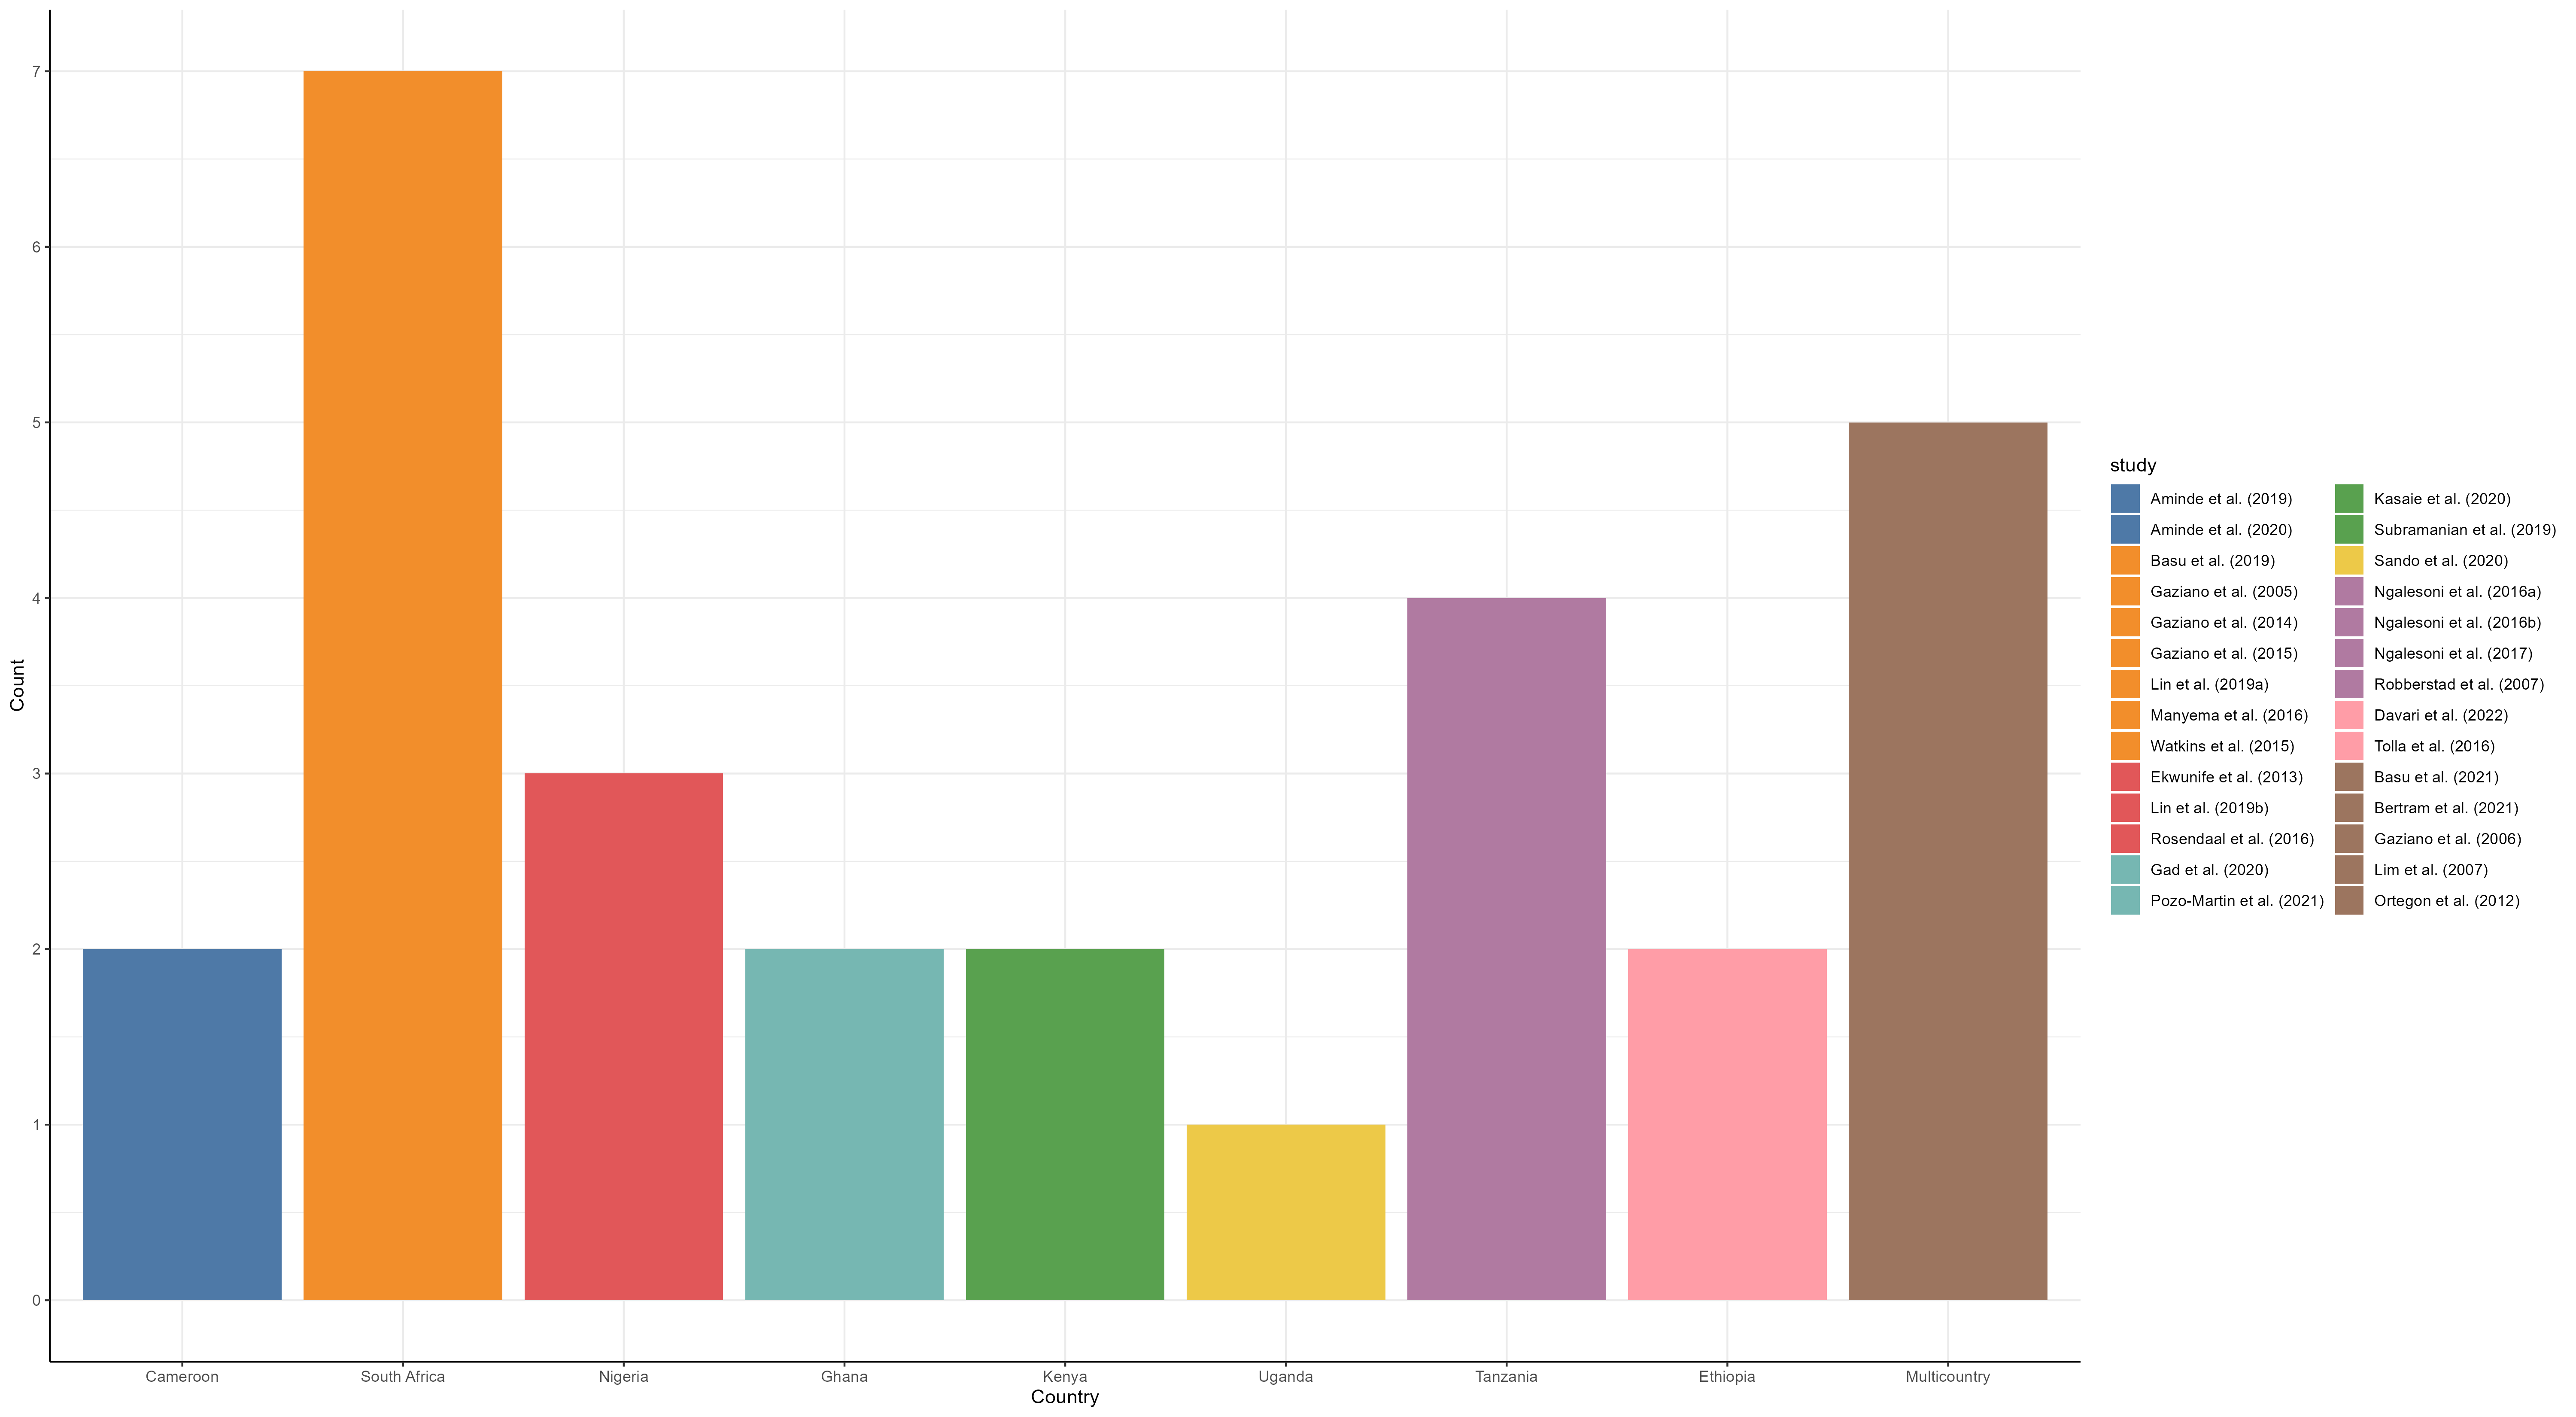 7
6
5
4
3
2
1
0
Count
Cameroon
South Africa
Nigeria
Ghana
Kenya
Uganda
Tanzania
Ethiopia
Multicountry
Country
study
Aminde et al. (2019)
Aminde et al. (2020)
Basu et al. (2019)
Gaziano et al. (2005)
Gaziano et al. (2014)
Gaziano et al. (2015)
Lin et al. (2019a)
Manyema et al. (2016)
Watkins et al. (2015)
Ekwunife et al. (2013)
Lin et al. (2019b)
Rosendaal et al. (2016)
Gad et al. (2020)
Pozo-Martin et al. (2021)
Kasaie et al. (2020)
Subramanian et al. (2019)
Sando et al. (2020)
Ngalesoni et al. (2016a)
Ngalesoni et al. (2016b)
Ngalesoni et al. (2017)
Robberstad et al. (2007)
Davari et al. (2022)
Tolla et al. (2016)
Basu et al. (2021)
Bertram et al. (2021)
Gaziano et al. (2006)
Lim et al. (2007)
Ortegon et al. (2012)